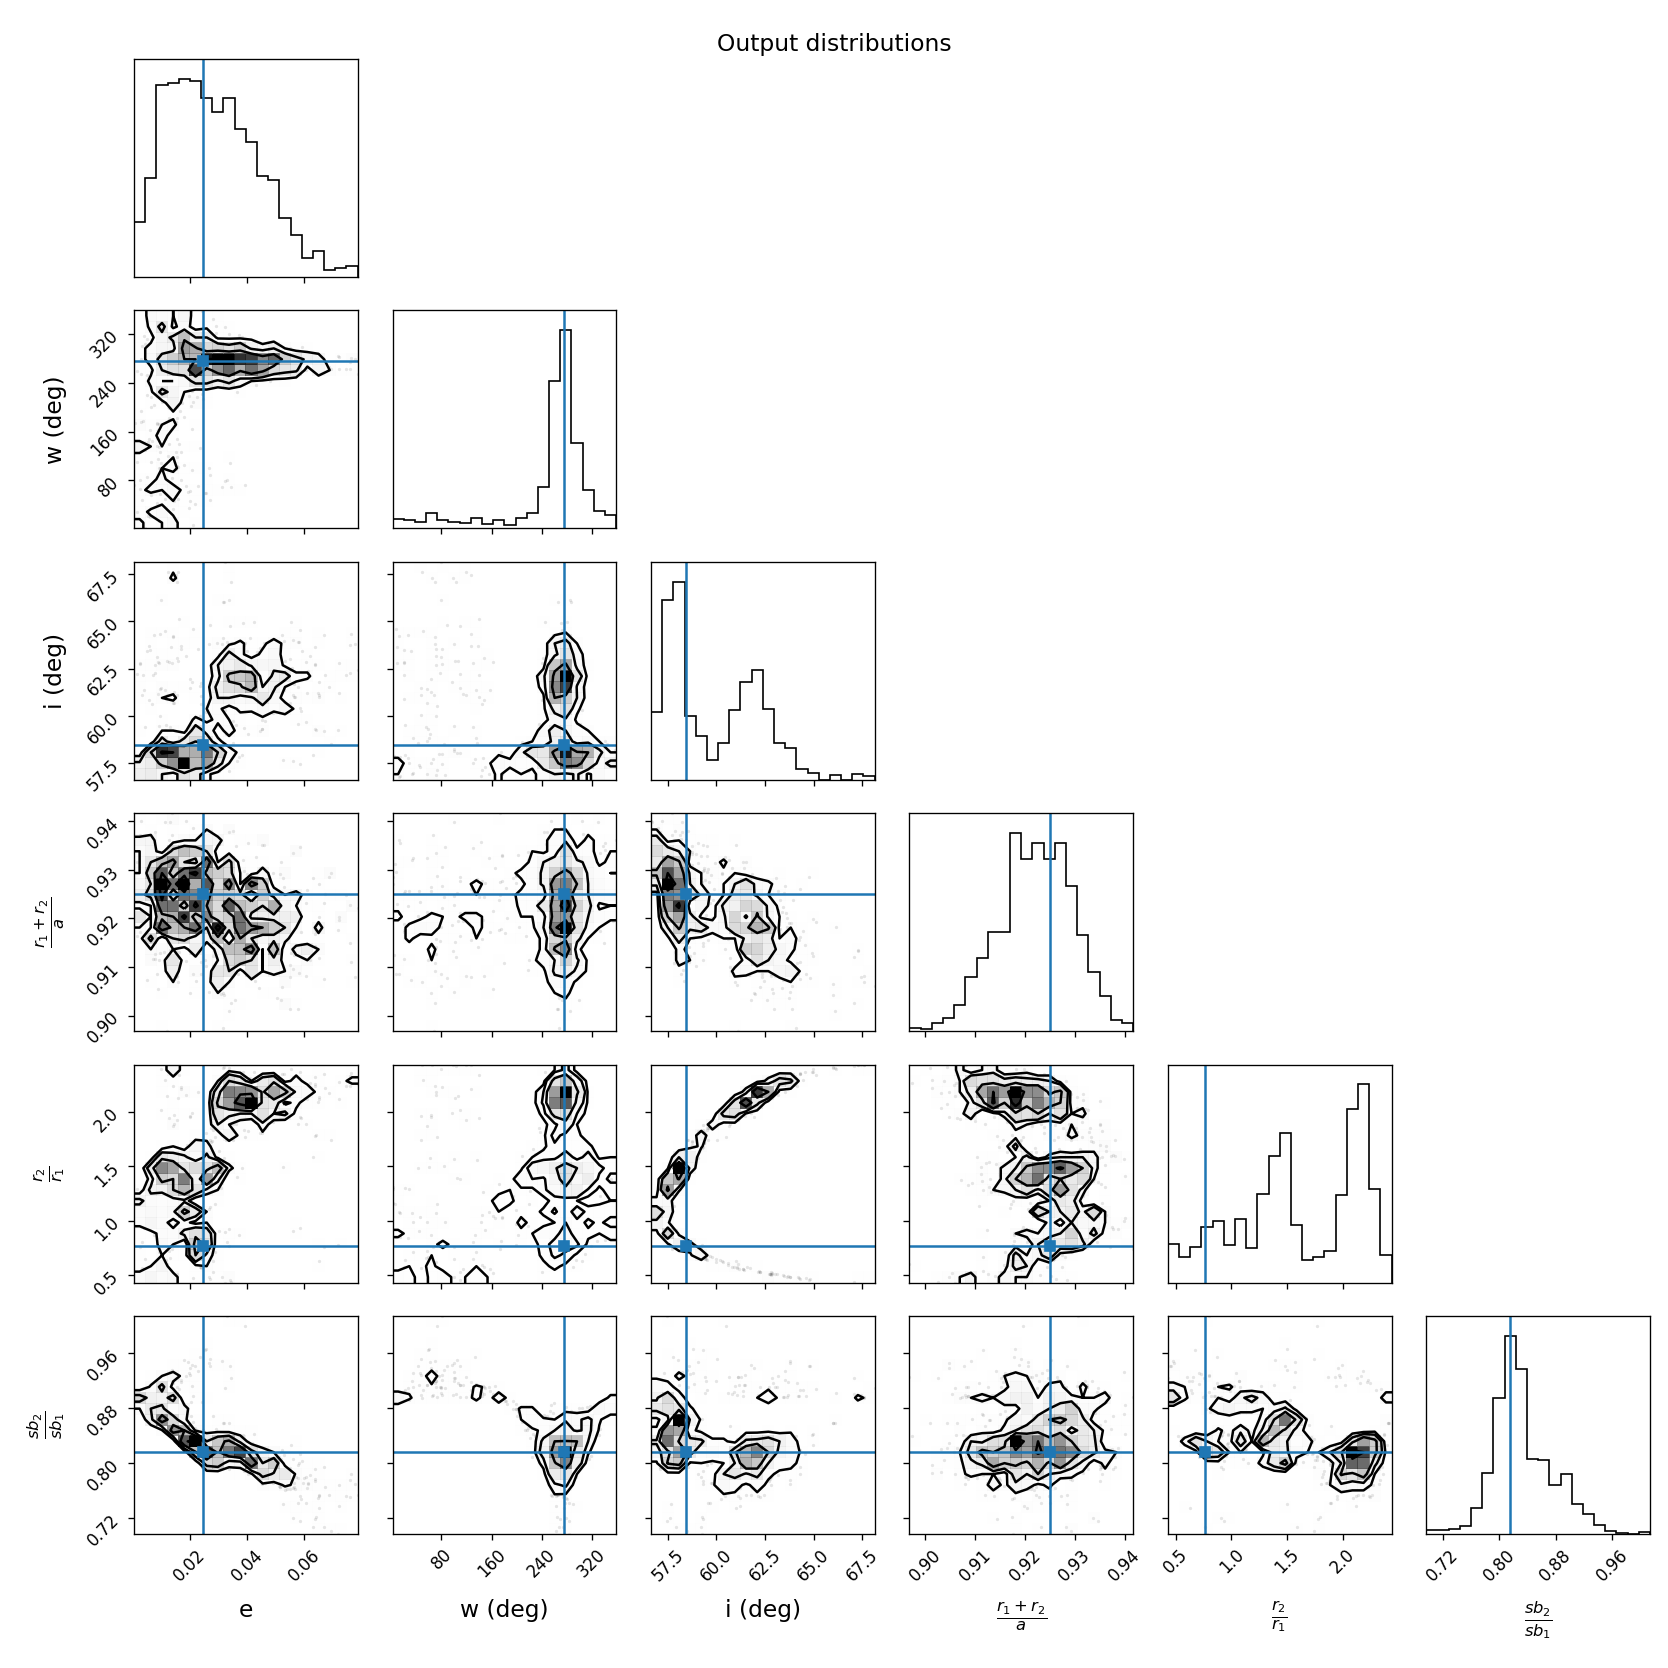 Output distributions
w (deg)
320
240
160
80
i (deg)
67.5
65.0
62.5
60.0
57.5
r₁ + r₂
a
0.94
0.93
0.92
0.91
0.90
r₂
r₁
2.0
1.5
1.0
0.5
sb₂
sb₁
0.96
0.88
0.80
0.72
0.02 0.04 0.06 80 160 240 320 57.5 60.0 62.5 65.0 67.5 0.90 0.91 0.92 0.93 0.94 0.5 1.0 1.5 2.0 0.72 0.80 0.88 0.96
e w (deg) i (deg) r₁ + r₂ r₂ sb₂
a r₁ sb₁